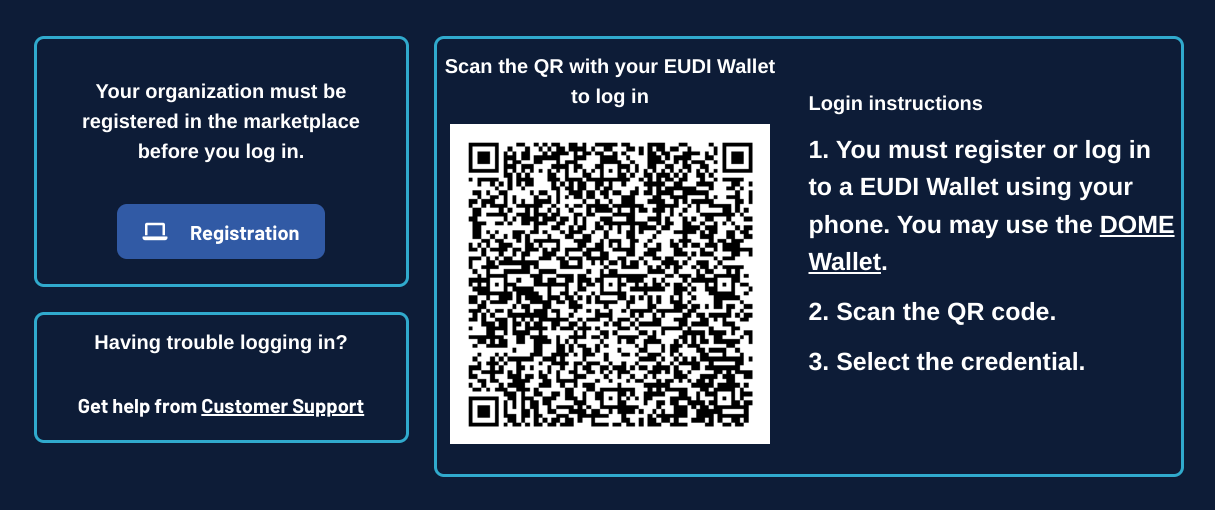 Your organization must be
registered in the marketplace
before you log in.
Registration
Having trouble logging in?
Get help from Customer Support
Scan the QR with your EUDI Wallet
to log in
Login instructions
1. You must register or log in
to a EUDI Wallet using your
phone. You may use the DOME
Wallet.
2. Scan the QR code.
3. Select the credential.